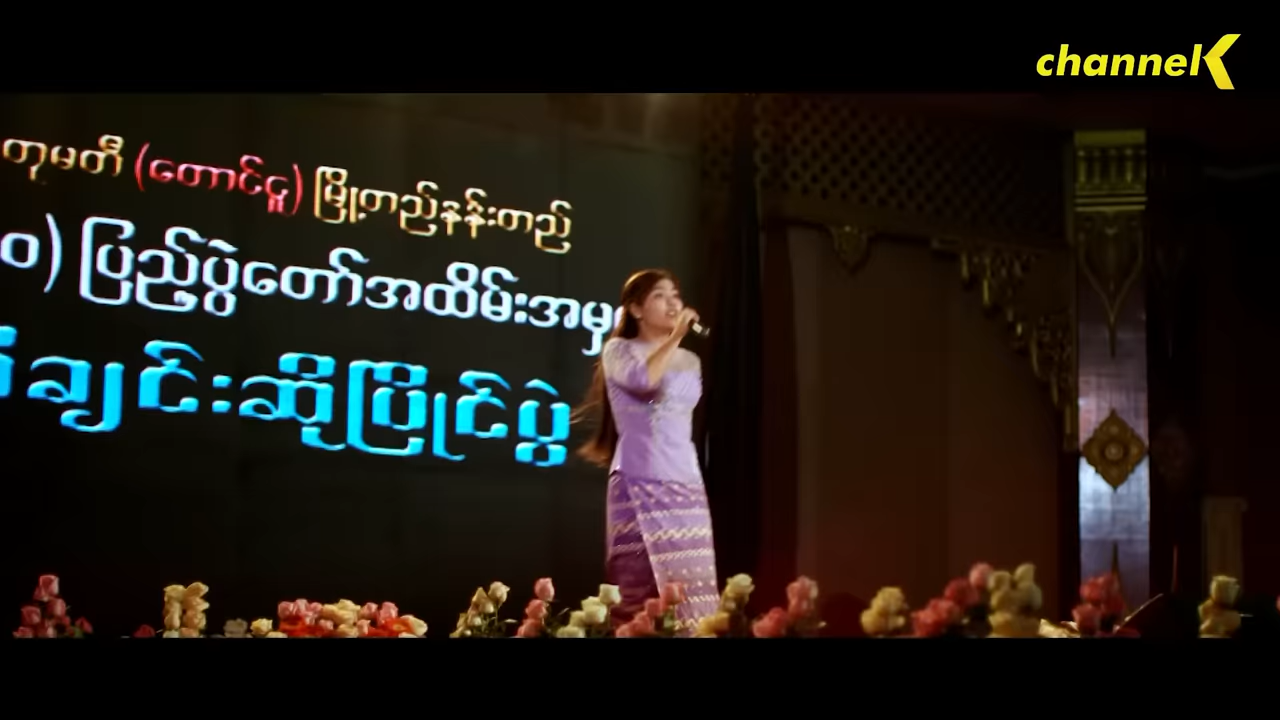 channelK
တုမတီ (တောင်ငူ) မြို့တည်နန်းတည်
၀) ပြည့်ပွဲတော်အထိမ်းအမှ
ချင်းဆိုပြိုင်ပွဲ